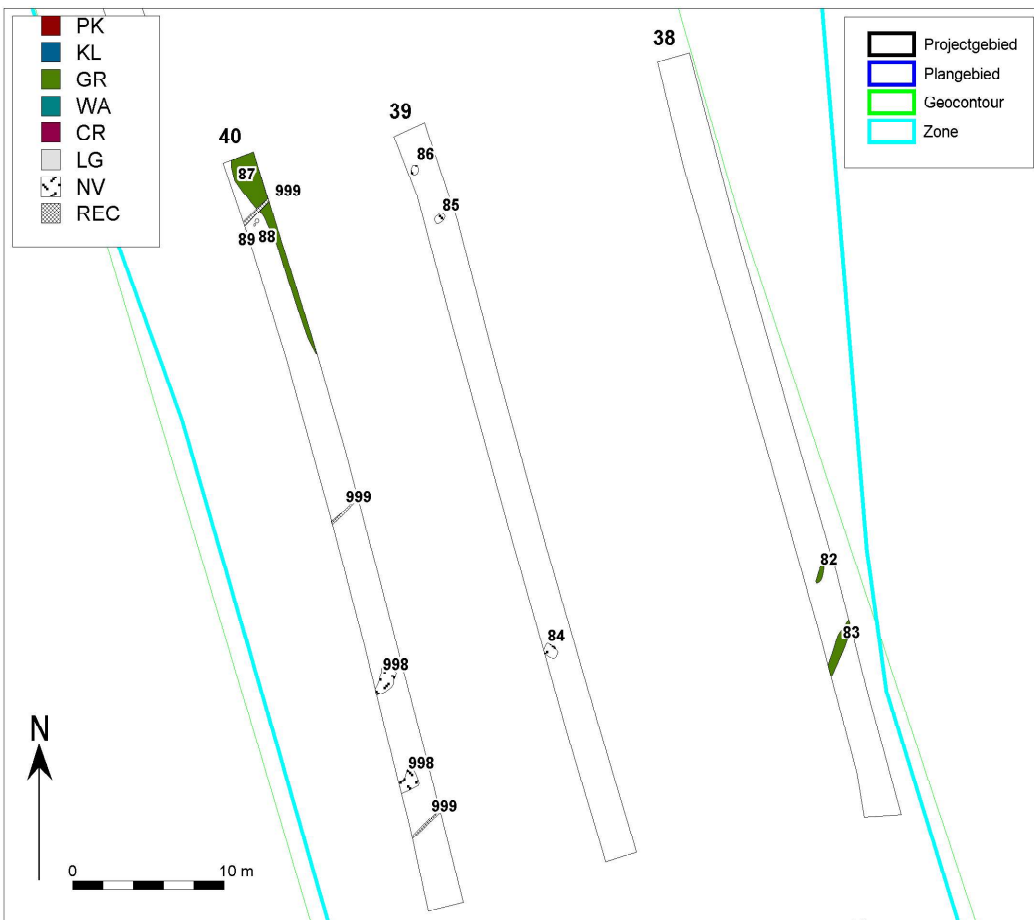 PK
KL
GR
WA
CR
LG
NV
REC
Projectgebied
Plangebied
Geocontour
Zone
38
39
40
86
87
999
85
89
88
999
82
83
84
998
998
999
N
0
10 m